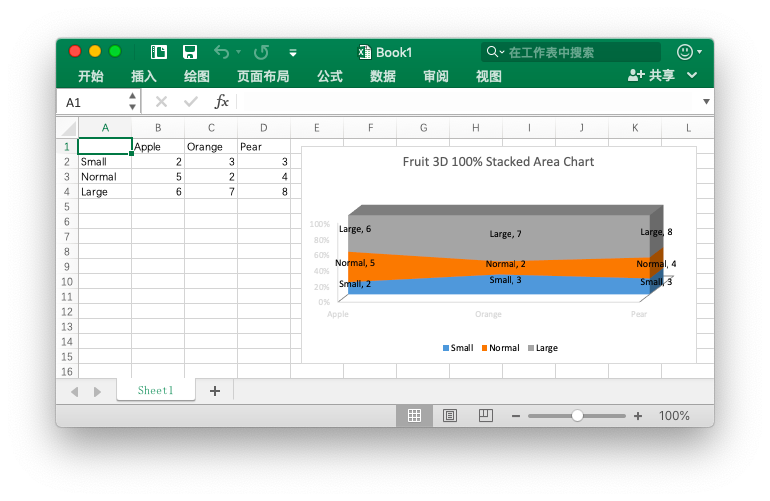 Book1
在工作表中搜索
开始 插入 绘图 页面布局 公式 数据 审阅 视图 共享
A1 fx
A B C D E F G H I J K L
1 Apple Orange Pear
2 Small 2 3 3
3 Normal 5 2 4
4 Large 6 7 8
5
6
7
8
9
10
11
12
13
14
15
16
Fruit 3D 100% Stacked Area Chart
100%
80%
60%
40%
20%
0%
Large, 6 Large, 7 Large, 8
Normal, 5 Normal, 2 Normal, 4
Small, 2 Small, 3 Small, 3
Apple Orange Pear
Small Normal Large
Sheet1 +
100%